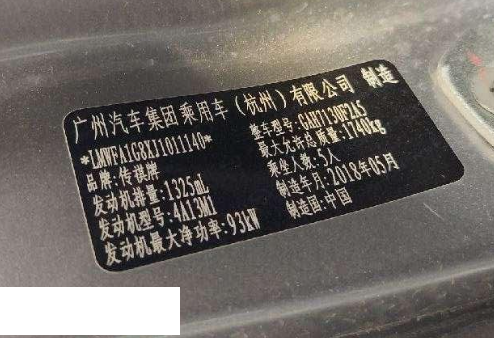 广州汽车集团乘用车（杭州）有限公司 制造
*LMWFA1G8XJ1011140*
整车型号:GAH7130F2A5
品牌:传祺牌
最大允许总质量:1740kg
发动机排量:1325mL
乘坐人数:5人
发动机型号:4A13M1
制造年月:2018年05月
发动机最大净功率:93kW
制造国:中国